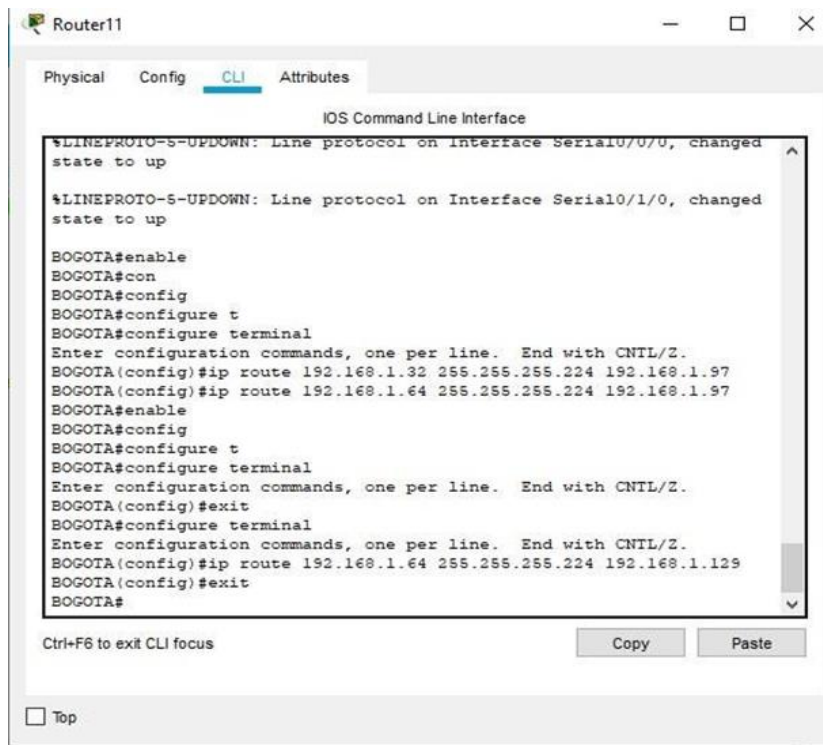 Router11
Physical Config CLI Attributes
IOS Command Line Interface
%LINEPROTO-5-UPDOWN: Line protocol on Interface Serial0/0/0, changed
state to up
%LINEPROTO-5-UPDOWN: Line protocol on Interface Serial0/1/0, changed
state to up
BOGOTA#enable
BOGOTA#con
BOGOTA#config
BOGOTA#configure t
BOGOTA#configure terminal
Enter configuration commands, one per line. End with CNTL/Z.
BOGOTA(config)#ip route 192.168.1.32 255.255.255.224 192.168.1.97
BOGOTA(config)#ip route 192.168.1.64 255.255.255.224 192.168.1.97
BOGOTA#enable
BOGOTA#config
BOGOTA#configure t
BOGOTA#configure terminal
Enter configuration commands, one per line. End with CNTL/Z.
BOGOTA(config)#exit
BOGOTA#configure terminal
Enter configuration commands, one per line. End with CNTL/Z.
BOGOTA(config)#ip route 192.168.1.64 255.255.255.224 192.168.1.129
BOGOTA(config)#exit
BOGOTA#
Ctrl+F6 to exit CLI focus
Copy Paste
Top